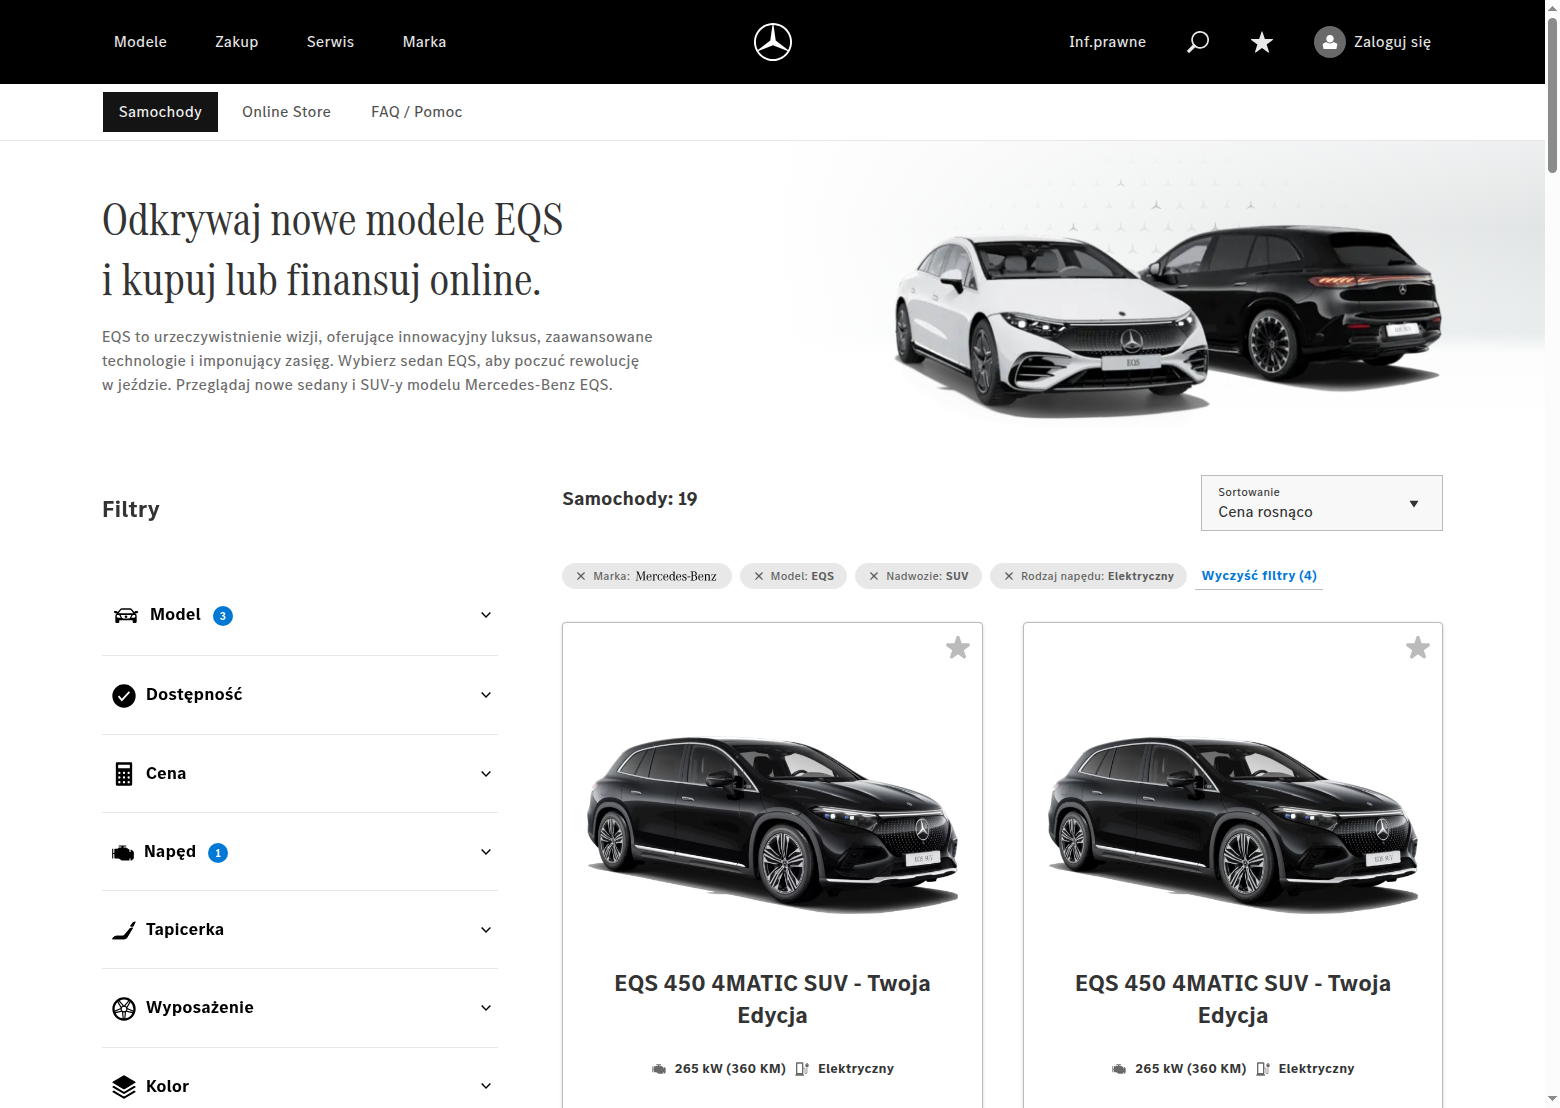 Modele Zakup Serwis Marka Inf.prawne Zaloguj się
Samochody Online Store FAQ / Pomoc
Odkrywaj nowe modele EQS
i kupuj lub finansuj online.
EQS to urzeczywistnienie wizji, oferujące innowacyjny luksus, zaawansowane
technologie i imponujący zasięg. Wybierz sedan EQS, aby poczuć rewolucję
w jeździe. Przeglądaj nowe sedany i SUV-y modelu Mercedes-Benz EQS.
EQS
Filtry
Samochody: 19
Sortowanie
Cena rosnąco
Marka: Mercedes-Benz Model: EQS Nadwozie: SUV Rodzaj napędu: Elektryczny Wyczyść filtry (4)
Model 3
Dostępność
Cena
Napęd 1
Tapicerka
Wyposażenie
Kolor
EQS SUV
EQS 450 4MATIC SUV - Twoja
Edycja
265 kW (360 KM) Elektryczny
EQS SUV
EQS 450 4MATIC SUV - Twoja
Edycja
265 kW (360 KM) Elektryczny